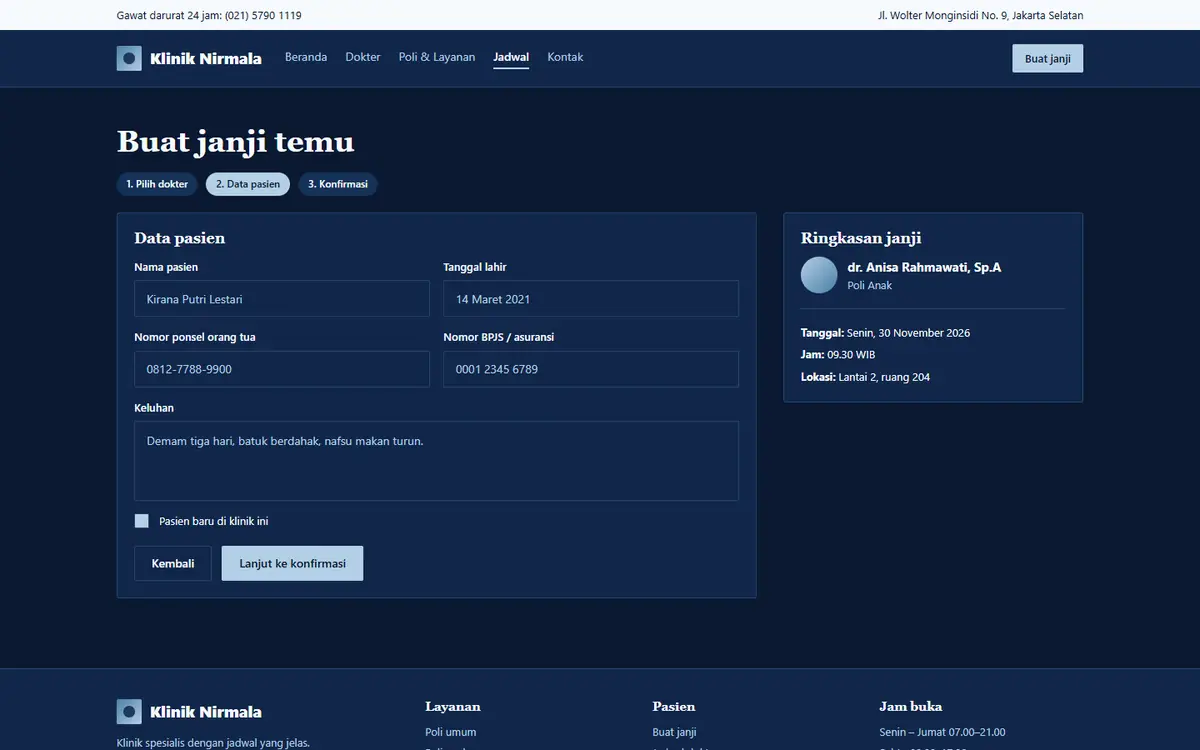 Gawat darurat 24 jam: (021) 5790 1119
Jl. Wolter Monginsidi No. 9, Jakarta Selatan
Klinik Nirmala
Beranda
Dokter
Poli & Layanan
Jadwal
Kontak
Buat janji
Buat janji temu
1. Pilih dokter
2. Data pasien
3. Konfirmasi
Data pasien
Nama pasien
Tanggal lahir
Kirana Putri Lestari
14 Maret 2021
Nomor ponsel orang tua
Nomor BPJS / asuransi
0812-7788-9900
0001 2345 6789
Keluhan
Demam tiga hari, batuk berdahak, nafsu makan turun.
Pasien baru di klinik ini
Kembali
Lanjut ke konfirmasi
Ringkasan janji
dr. Anisa Rahmawati, Sp.A
Poli Anak
Tanggal: Senin, 30 November 2026
Jam: 09.30 WIB
Lokasi: Lantai 2, ruang 204
Klinik Nirmala
Klinik spesialis dengan jadwal yang jelas.
Layanan
Poli umum
Pasien
Buat janji
Jam buka
Senin – Jumat 07.00–21.00